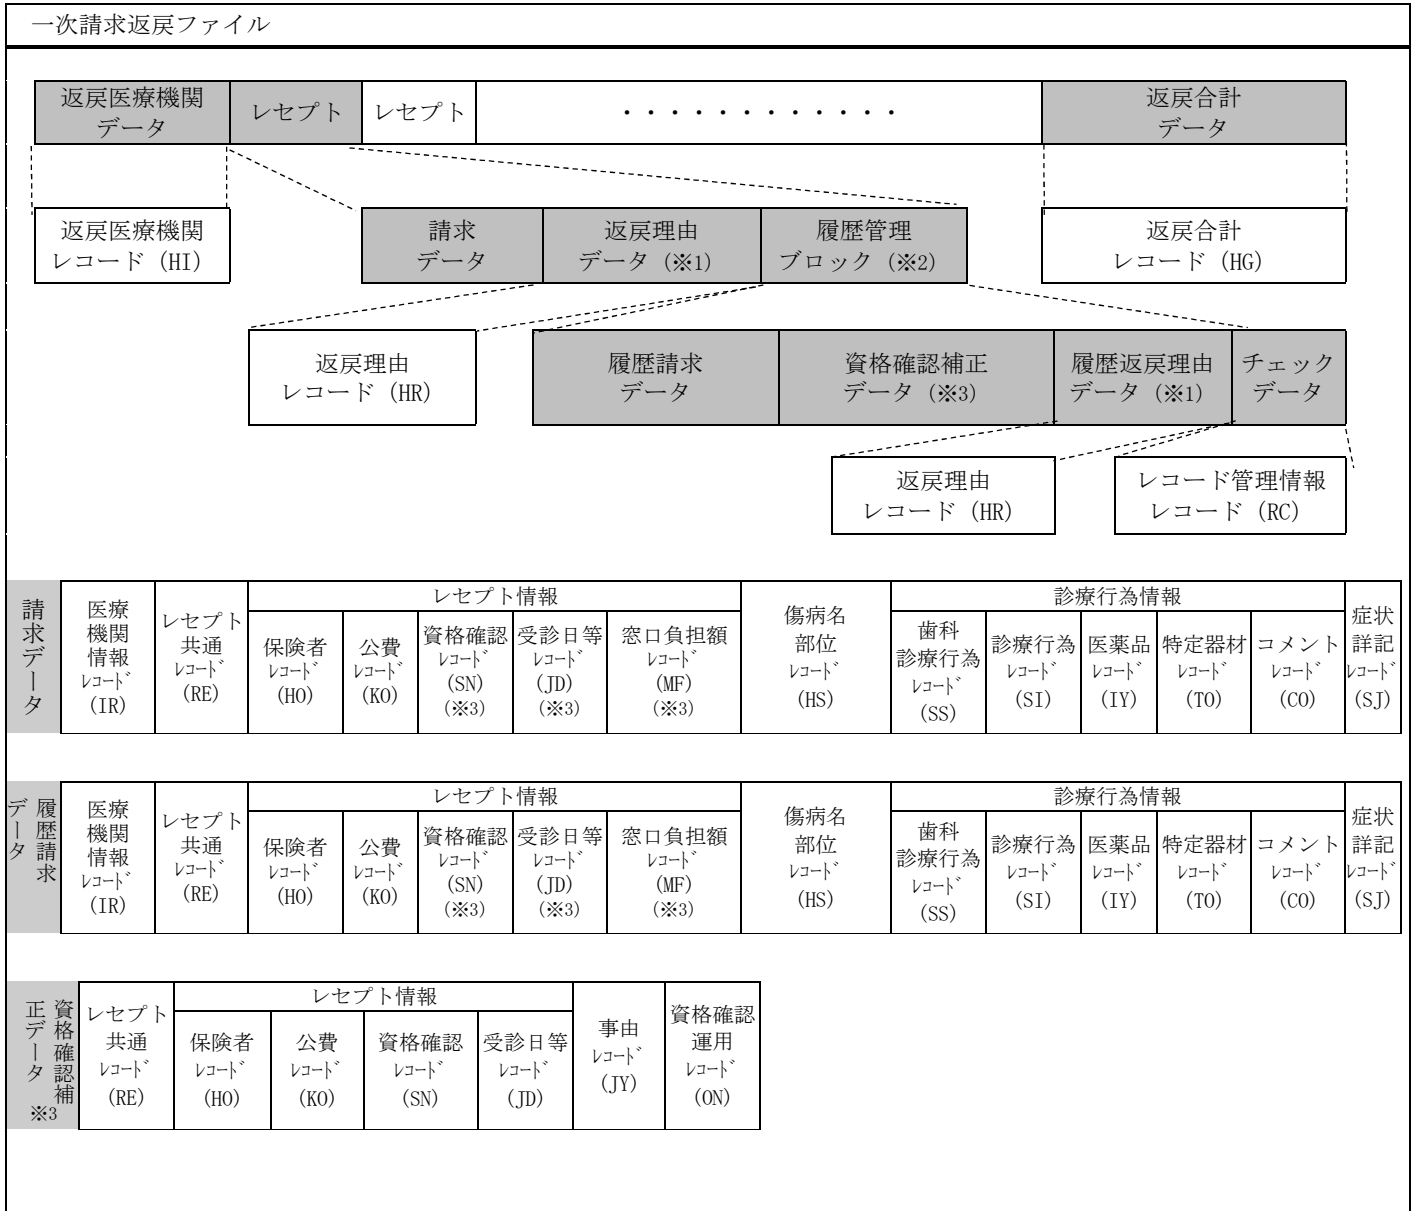 一次請求返戻ファイル
返戻医療機関
データ
レセプト
レセプト
・・・・・・・・・・・・
返戻合計
データ
返戻医療機関
レコード (HI)
請求
データ
返戻理由
データ (※1)
履歴管理
ブロック (※2)
返戻合計
レコード (HG)
返戻理由
レコード (HR)
履歴請求
データ
資格確認補正
データ (※3)
履歴返戻理由
データ (※1)
チェック
データ
返戻理由
レコード (HR)
レコード管理情報
レコード (RC)
請求データ
医療
機関
情報
ﾚｺｰﾄﾞ
(IR)
レセプト
共通
ﾚｺｰﾄﾞ
(RE)
レセプト情報
保険者
ﾚｺｰﾄﾞ
(HO)
公費
ﾚｺｰﾄﾞ
(KO)
資格確認
ﾚｺｰﾄﾞ
(SN)
(※3)
受診日等
ﾚｺｰﾄﾞ
(JD)
(※3)
窓口負担額
ﾚｺｰﾄﾞ
(MF)
(※3)
傷病名
部位
ﾚｺｰﾄﾞ
(HS)
診療行為情報
歯科
診療行為
ﾚｺｰﾄﾞ
(SS)
診療行為
ﾚｺｰﾄﾞ
(SI)
医薬品
ﾚｺｰﾄﾞ
(IY)
特定器材
ﾚｺｰﾄﾞ
(TO)
コメント
ﾚｺｰﾄﾞ
(CO)
症状
詳記
ﾚｺｰﾄﾞ
(SJ)
履歴請求
データ
医療
機関
情報
ﾚｺｰﾄﾞ
(IR)
レセプト
共通
ﾚｺｰﾄﾞ
(RE)
レセプト情報
保険者
ﾚｺｰﾄﾞ
(HO)
公費
ﾚｺｰﾄﾞ
(KO)
資格確認
ﾚｺｰﾄﾞ
(SN)
(※3)
受診日等
ﾚｺｰﾄﾞ
(JD)
(※3)
窓口負担額
ﾚｺｰﾄﾞ
(MF)
(※3)
傷病名
部位
ﾚｺｰﾄﾞ
(HS)
診療行為情報
歯科
診療行為
ﾚｺｰﾄﾞ
(SS)
診療行為
ﾚｺｰﾄﾞ
(SI)
医薬品
ﾚｺｰﾄﾞ
(IY)
特定器材
ﾚｺｰﾄﾞ
(TO)
コメント
ﾚｺｰﾄﾞ
(CO)
症状
詳記
ﾚｺｰﾄﾞ
(SJ)
資格確認補
正データ
※3
レセプト
共通
ﾚｺｰﾄﾞ
(RE)
レセプト情報
保険者
ﾚｺｰﾄﾞ
(HO)
公費
ﾚｺｰﾄﾞ
(KO)
資格確認
ﾚｺｰﾄﾞ
(SN)
受診日等
ﾚｺｰﾄﾞ
(JD)
事由
ﾚｺｰﾄﾞ
(JY)
資格確認
運用
ﾚｺｰﾄﾞ
(ON)